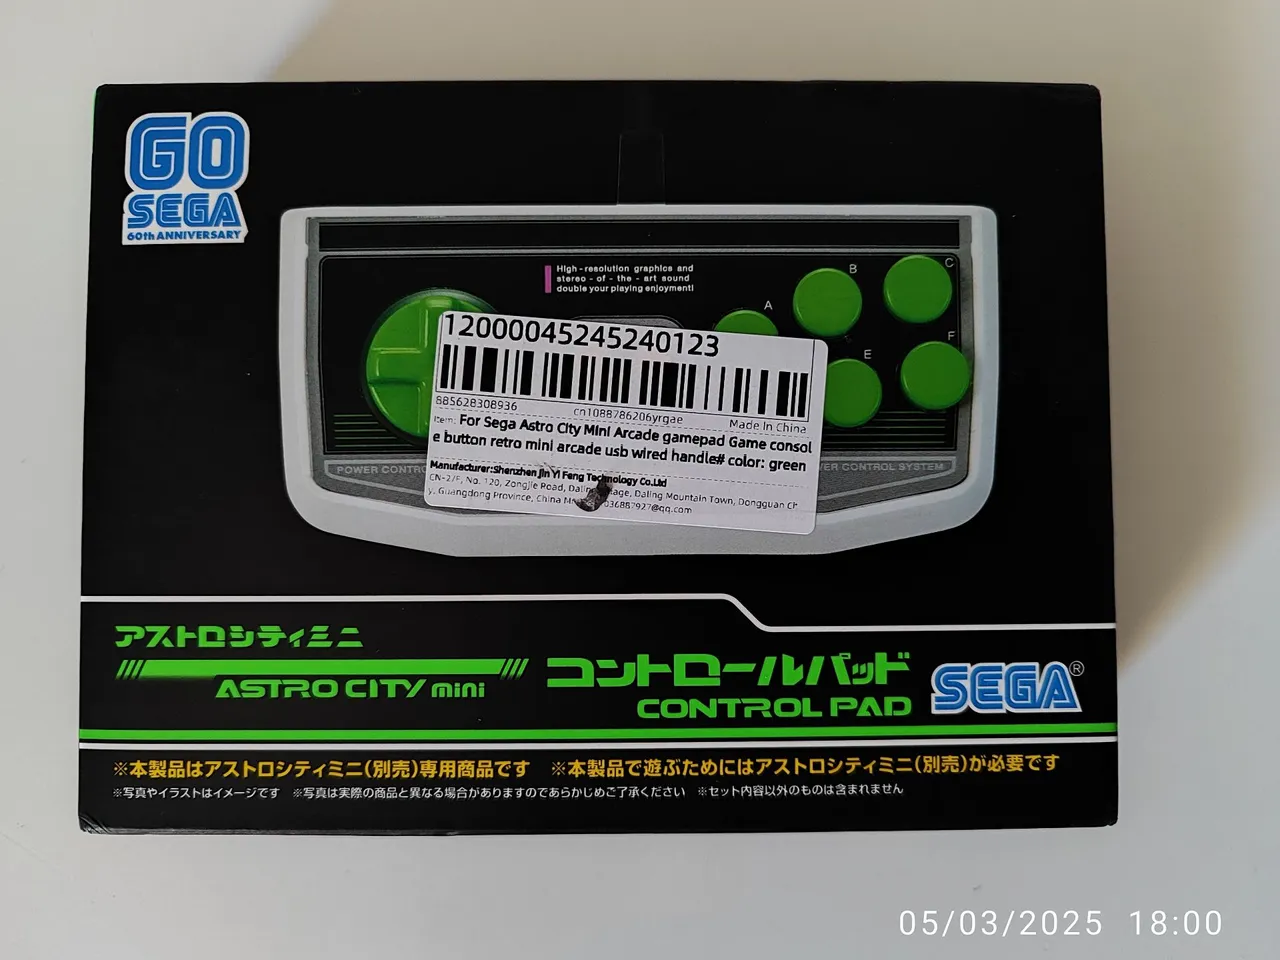 GO
SEGA
60th ANNIVERSARY
High-resolution graphics and
stereo-of-the-art sound
double your playing enjoyment!
A
B
C
E
F
12000045245240123
885628308936
cn1088786206yrgae
Made In China
Item: For Sega Astro City Mini Arcade gamepad Game consol
e button retro mini arcade usb wired handle# color: green
Manufacturer:Shenzhen Jin Yi Feng Technology Co.Ltd
CN-2/F, No. 120, Zongjie Road, Village, Daling Mountain Town, Dongguan Cit
y, Guangdong Province, China
036887927@qq.com
POWER CONTRO
VER CONTROL SYSTEM
アストロシティミニ
ASTRO CITY mini
コントロールパッド
CONTROL PAD
SEGA®
※本製品はアストロシティミニ(別売)専用商品です ※本製品で遊ぶためにはアストロシティミニ(別売)が必要です
※写真やイラストはイメージです ※写真は実際の商品と異なる場合がありますのであらかじめご了承ください ※セット内容以外のものは含まれません
05/03/2025 18:00